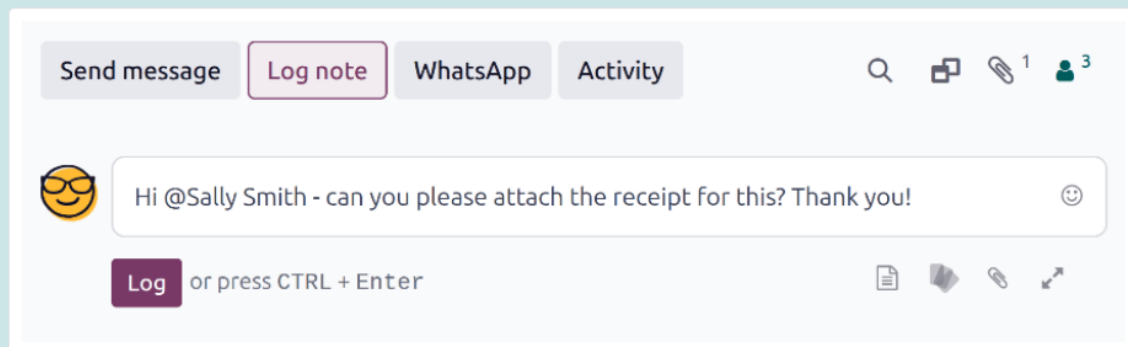 Send message Log note WhatsApp Activity 1 3
Hi @Sally Smith - can you please attach the receipt for this? Thank you!
Log or press CTRL + Enter